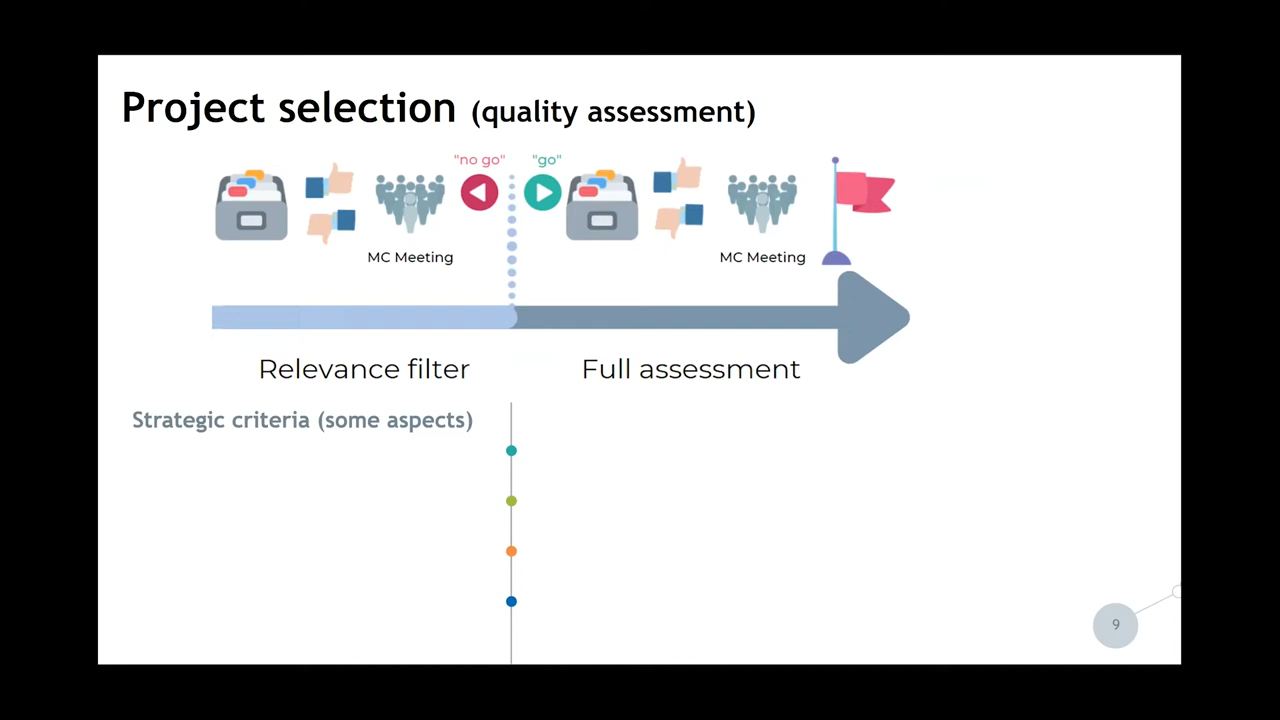 Project selection (quality assessment)
"no go" "go"
MC Meeting MC Meeting
Relevance filter Full assessment
Strategic criteria (some aspects)
9